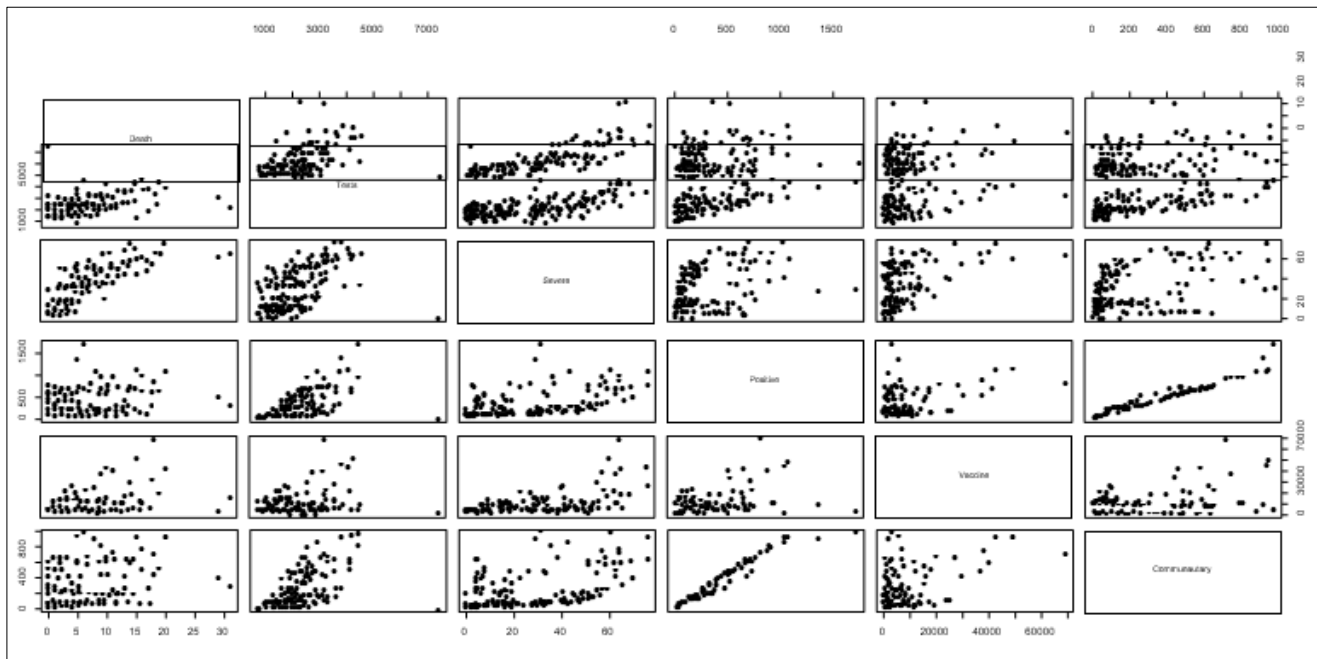 1000 3000 5000 7000 0 500 1000 1500 0 200 400 600 800 1000
0 10 20 30
Death
1000 5000
Tests
Severe
0 20 60
0 500 1500
Positive
Vaccine
0 30000 70000
0 400 800
Communautary
0 5 10 15 20 25 30 0 20 40 60 0 20000 40000 60000